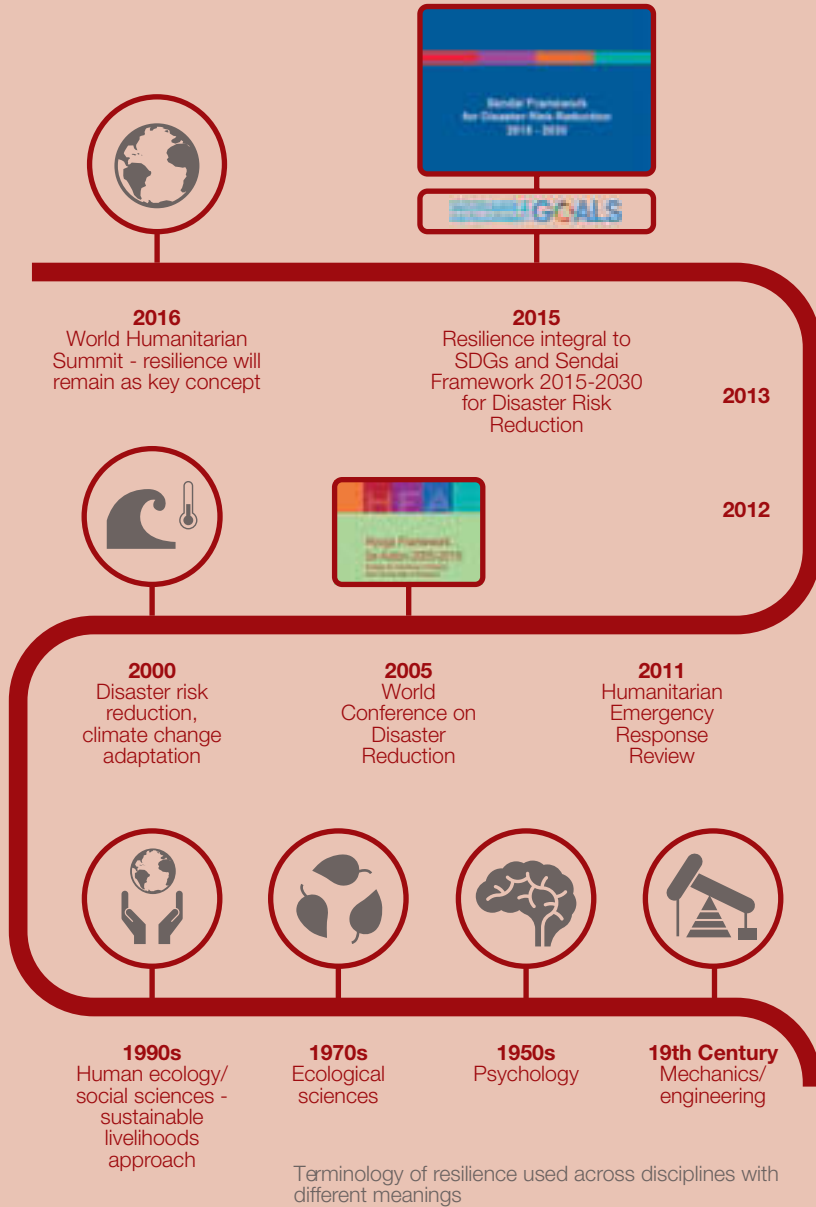 Sendai Framework
for Disaster Risk Reduction
2015 - 2030
GOALS
2016
World Humanitarian
Summit - resilience will
remain as key concept
2015
Resilience integral to
SDGs and Sendai
Framework 2015-2030
for Disaster Risk
Reduction
2013
2012
HFA
Hyogo Framework
for Action 2005-2015
2000
Disaster risk
reduction,
climate change
adaptation
2005
World
Conference on
Disaster
Reduction
2011
Humanitarian
Emergency
Response
Review
1990s
Human ecology/
social sciences -
sustainable
livelihoods
approach
1970s
Ecological
sciences
1950s
Psychology
19th Century
Mechanics/
engineering
Terminology of resilience used across disciplines with
different meanings